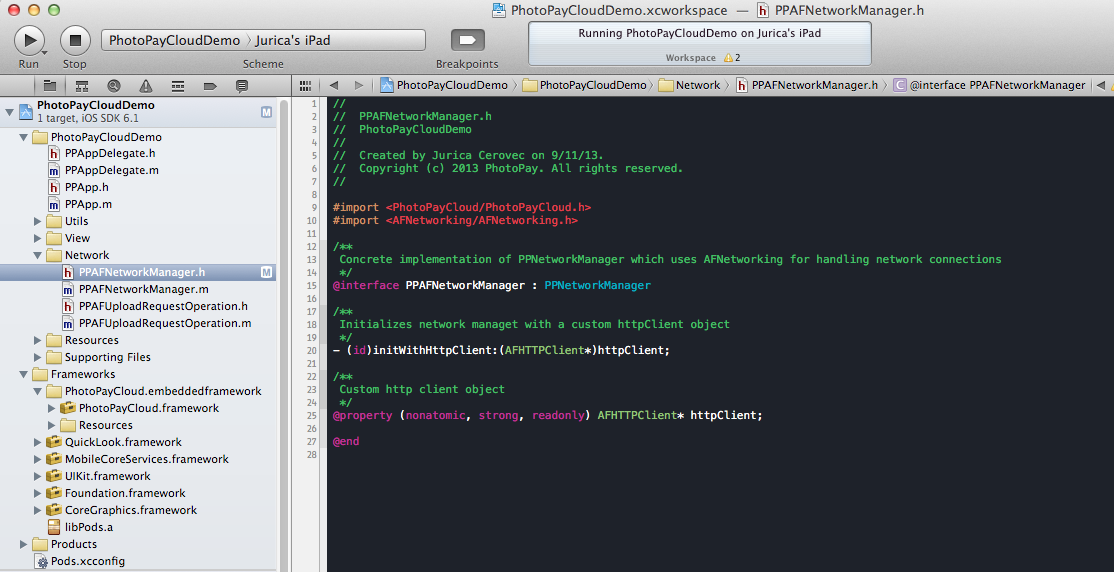 PhotoPayCloudDemo.xcworkspace — PPAFNetworkManager.h
PhotoPayCloudDemo 〉 Jurica's iPad
Running PhotoPayCloudDemo on Jurica's iPad
Run Stop Scheme Breakpoints
Workspace 2
PhotoPayCloudDemo 〉 PhotoPayCloudDemo 〉 Network 〉 PPAFNetworkManager.h 〉 @interface PPAFNetworkManager
PhotoPayCloudDemo M
1 target, iOS SDK 6.1
PhotoPayCloudDemo
PPAppDelegate.h
PPAppDelegate.m
PPApp.h
PPApp.m
Utils
View
Network
PPAFNetworkManager.h M
PPAFNetworkManager.m
PPAFUploadRequestOperation.h
PPAFUploadRequestOperation.m
Resources
Supporting Files
Frameworks
PhotoPayCloud.embeddedframework
PhotoPayCloud.framework
Resources
QuickLook.framework
MobileCoreServices.framework
UIKit.framework
Foundation.framework
CoreGraphics.framework
libPods.a
Products
Pods.xcconfig
1 //
2 //  PPAFNetworkManager.h
3 //  PhotoPayCloudDemo
4 //
5 //  Created by Jurica Cerovec on 9/11/13.
6 //  Copyright (c) 2013 PhotoPay. All rights reserved.
7 //
8
9 #import <PhotoPayCloud/PhotoPayCloud.h>
10 #import <AFNetworking/AFNetworking.h>
11
12 /**
13  Concrete implementation of PPNetworkManager which uses AFNetworking for handling network connections
14  */
15 @interface PPAFNetworkManager : PPNetworkManager
16
17 /**
18  Initializes network managet with a custom httpClient object
19  */
20 - (id)initWithHttpClient:(AFHTTPClient*)httpClient;
21
22 /**
23  Custom http client object
24  */
25 @property (nonatomic, strong, readonly) AFHTTPClient* httpClient;
26
27 @end
28